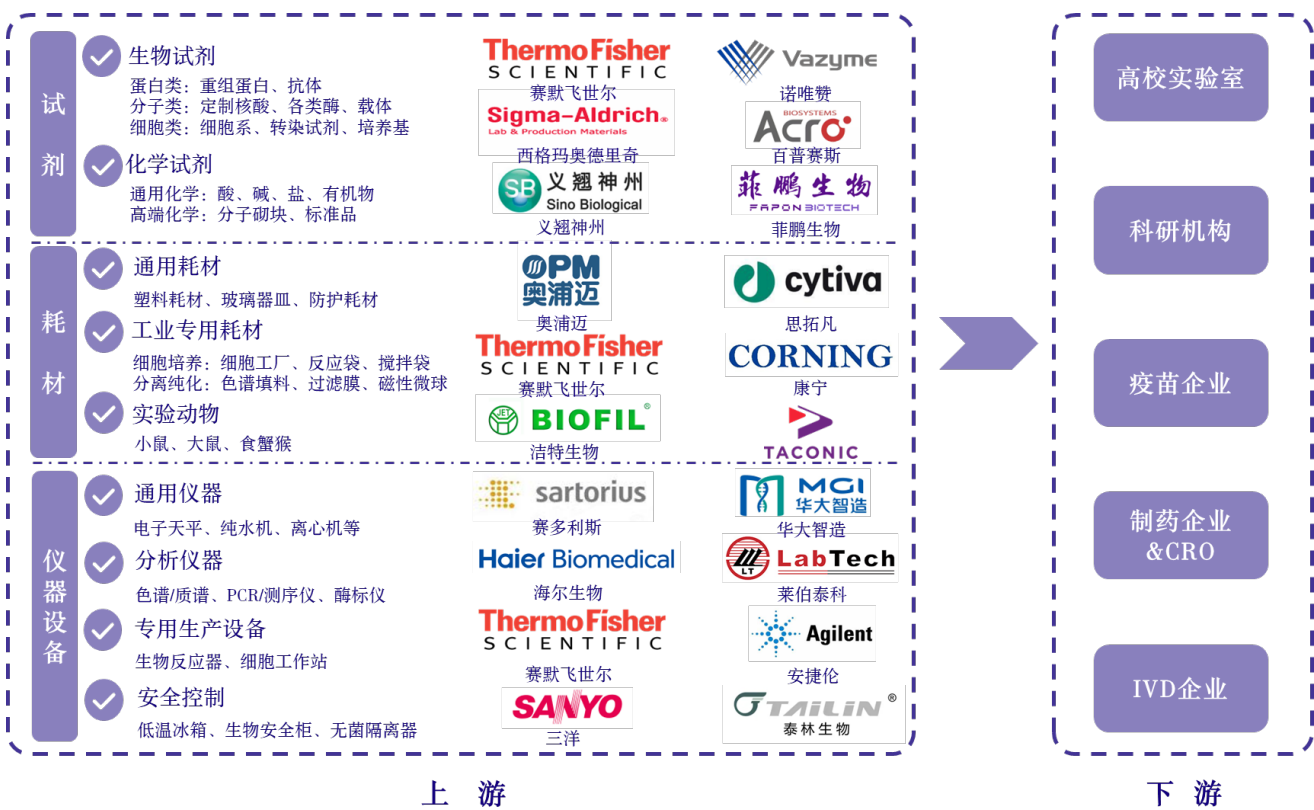 试剂
生物试剂
蛋白类：重组蛋白、抗体
分子类：定制核酸、各类酶、载体
细胞类：细胞系、转染试剂、培养基
化学试剂
通用化学：酸、碱、盐、有机物
高端化学：分子砌块、标准品
ThermoFisher
SCIENTIFIC
赛默飞世尔
Vazyme
诺唯赞
Sigma-Aldrich®
Lab & Production Materials
西格玛奥德里奇
BIOSYSTEMS
ACRO
百普赛斯
SB
义翘神州
Sino Biological
义翘神州
菲鹏生物
FAPON BIOTECH
菲鹏生物
耗材
通用耗材
塑料耗材、玻璃器皿、防护耗材
工业专用耗材
细胞培养：细胞工厂、反应袋、搅拌袋
分离纯化：色谱填料、过滤膜、磁性微球
实验动物
小鼠、大鼠、食蟹猴
OPM
奥浦迈
奥浦迈
cytiva
思拓凡
ThermoFisher
SCIENTIFIC
赛默飞世尔
CORNING
康宁
JET
BIOFIL®
洁特生物
TACONIC
仪器设备
通用仪器
电子天平、纯水机、离心机等
分析仪器
色谱/质谱、PCR/测序仪、酶标仪
专用生产设备
生物反应器、细胞工作站
安全控制
低温冰箱、生物安全柜、无菌隔离器
sartorius
赛多利斯
MGI
华大智造
华大智造
Haier Biomedical
海尔生物
LT
LabTech
莱伯泰科
ThermoFisher
SCIENTIFIC
赛默飞世尔
Agilent
安捷伦
SANYO
三洋
TAILIN®
泰林生物
高校实验室
科研机构
疫苗企业
制药企业
&CRO
IVD企业
上 游
下 游